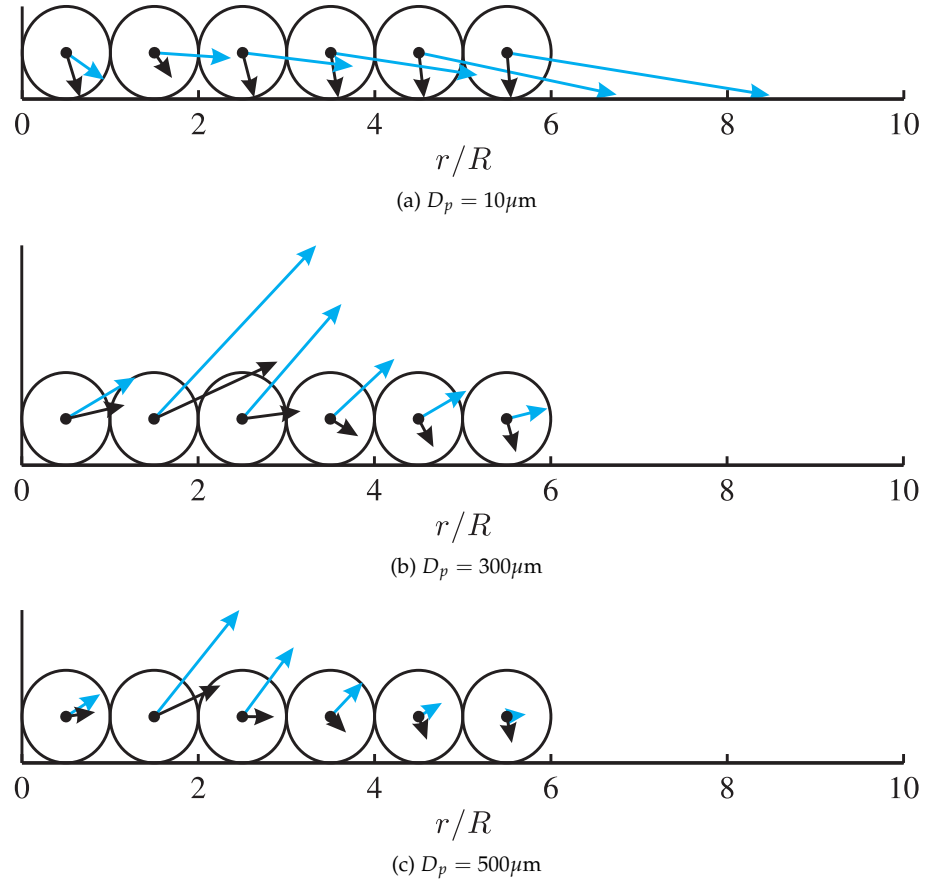 0 2 4 6 8 10
r/R
(a) D_p = 10μm
0 2 4 6 8 10
r/R
(b) D_p = 300μm
0 2 4 6 8 10
r/R
(c) D_p = 500μm